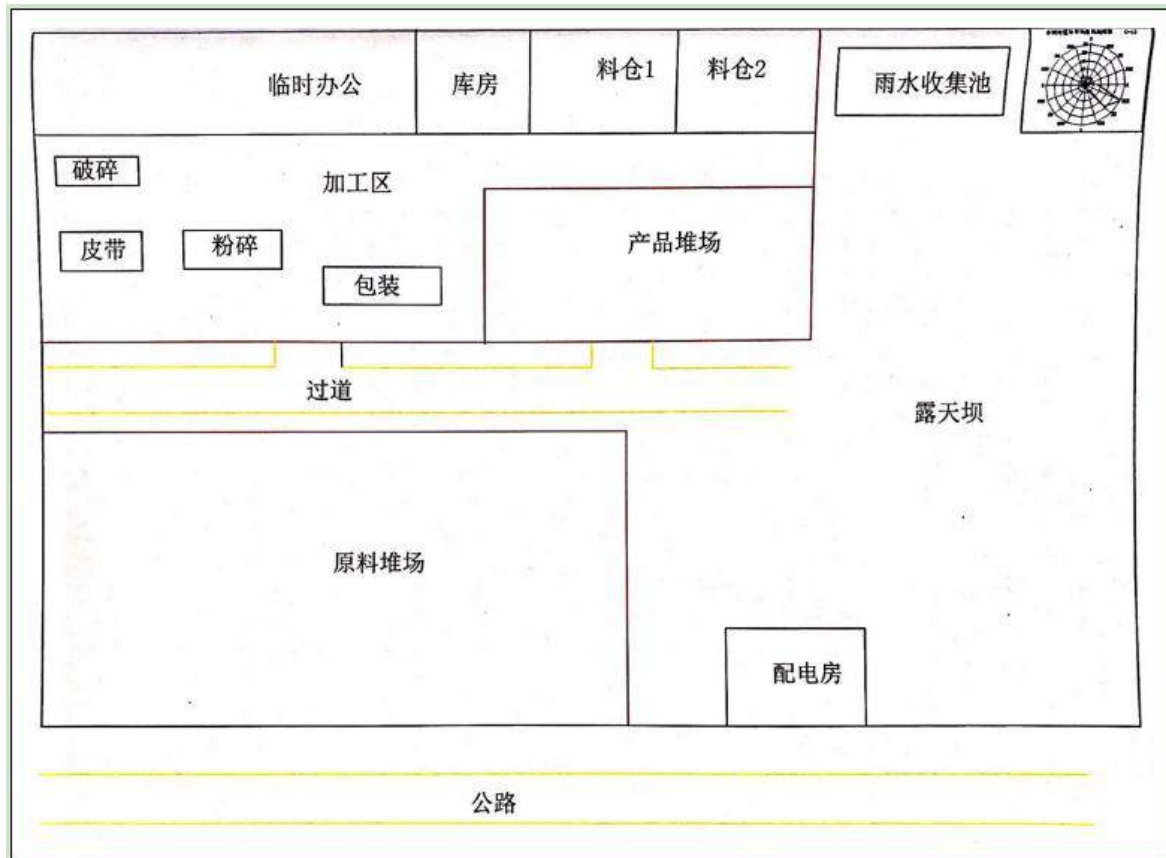 临时办公
库房
料仓1
料仓2
雨水收集池
破碎
加工区
皮带
粉碎
包装
产品堆场
过道
露天坝
原料堆场
配电房
公路